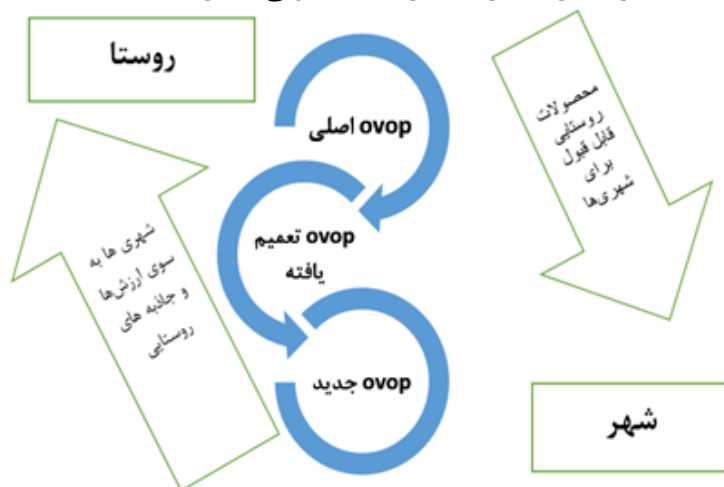 روستا
ovop اصلی
محصولات
روستایی
قابل قبول
برای
شهری‌ها
ovop تعمیم
یافته
شهری ها به
سوی ارزش‌ها
و جاذبه های
روستایی
ovop جدید
شهر